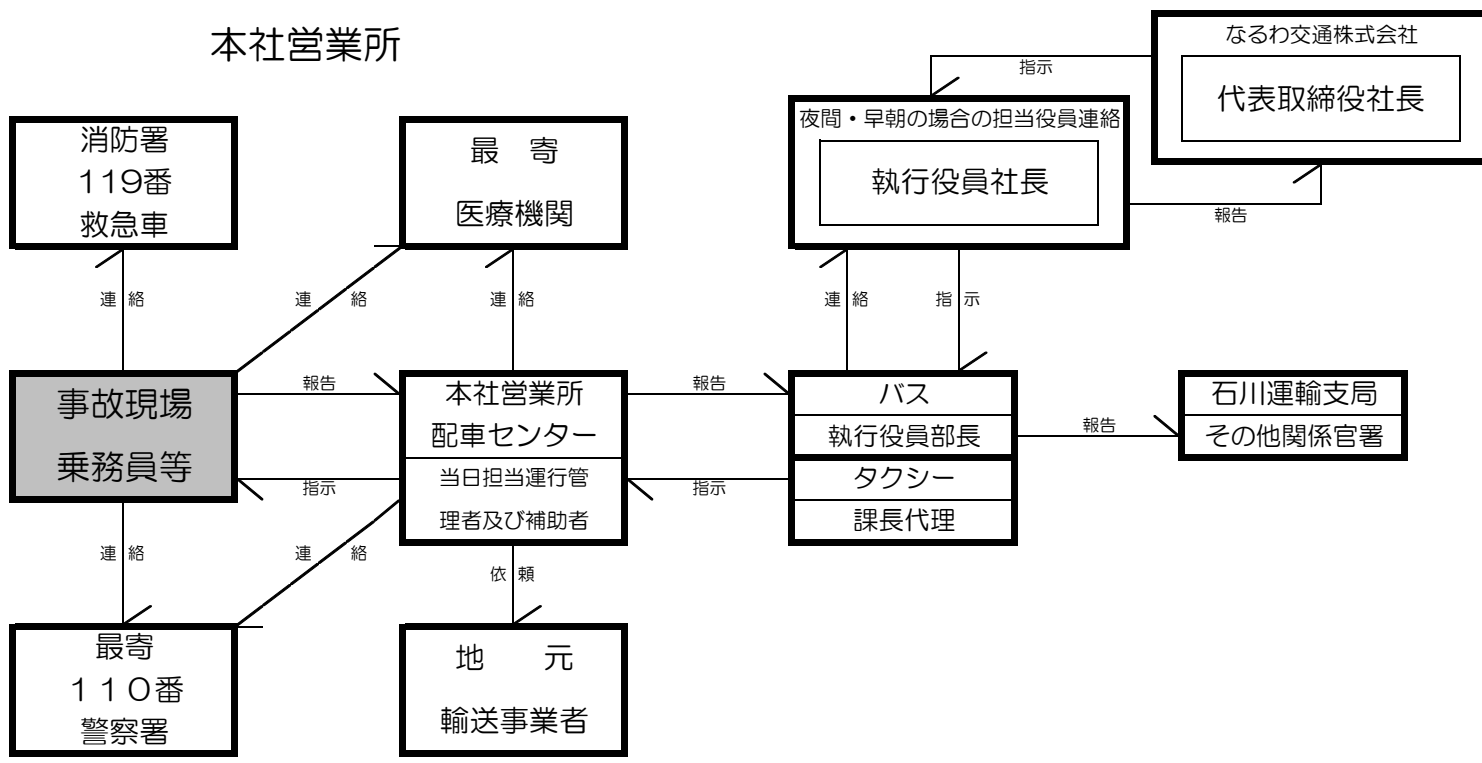 本社営業所
なるわ交通株式会社
代表取締役社長
指示
夜間・早朝の場合の担当役員連絡
執行役員社長
報告
消防署
119番
救急車
最　寄
医療機関
連絡
連　絡
連絡
連絡
指示
事故現場
乗務員等
報告
指示
本社営業所
配車センター
当日担当運行管
理者及び補助者
報告
指示
バス
執行役員部長
タクシー
課長代理
報告
石川運輸支局
その他関係官署
連絡
連　絡
依頼
最寄
１１０番
警察署
地　元
輸送事業者